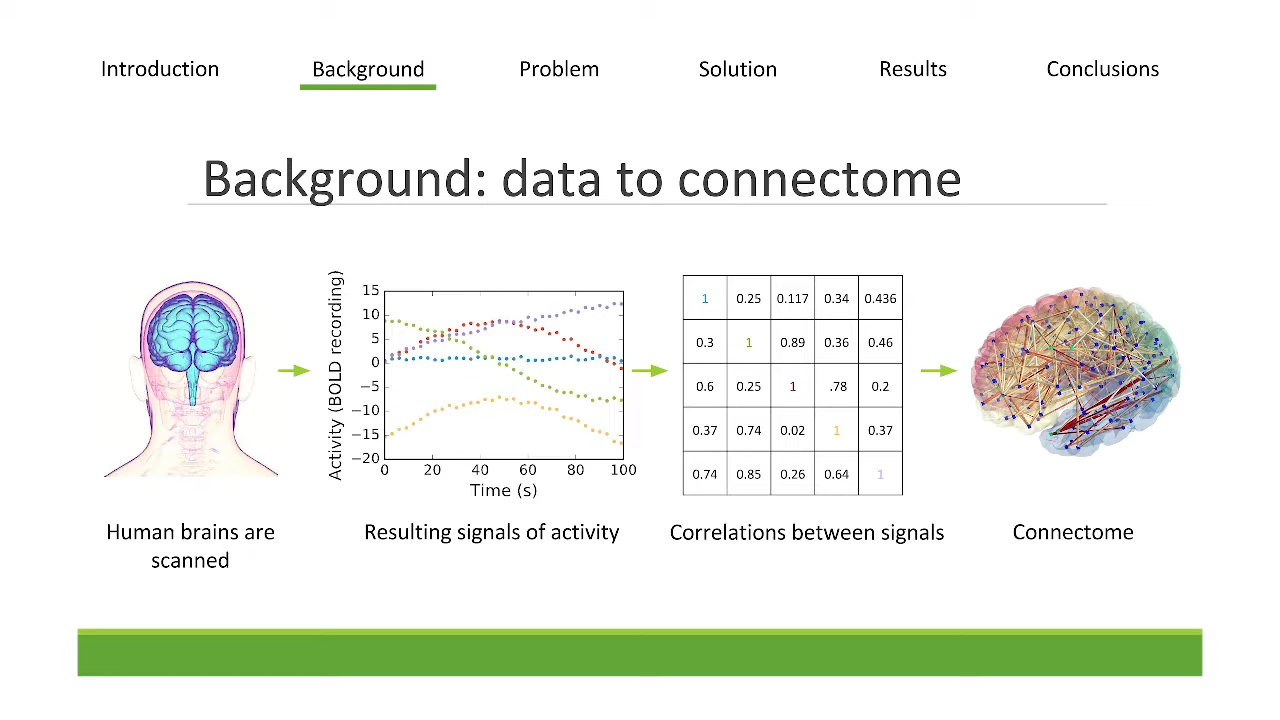 Introduction Background Problem Solution Results Conclusions
Background: data to connectome
Activity (BOLD recording)
15
10
5
0
−5
−10
−15
−20
0 20 40 60 80 100
Time (s)
1 0.25 0.117 0.34 0.436
0.3 1 0.89 0.36 0.46
0.6 0.25 1 .78 0.2
0.37 0.74 0.02 1 0.37
0.74 0.85 0.26 0.64 1
Human brains are
scanned
Resulting signals of activity
Correlations between signals
Connectome